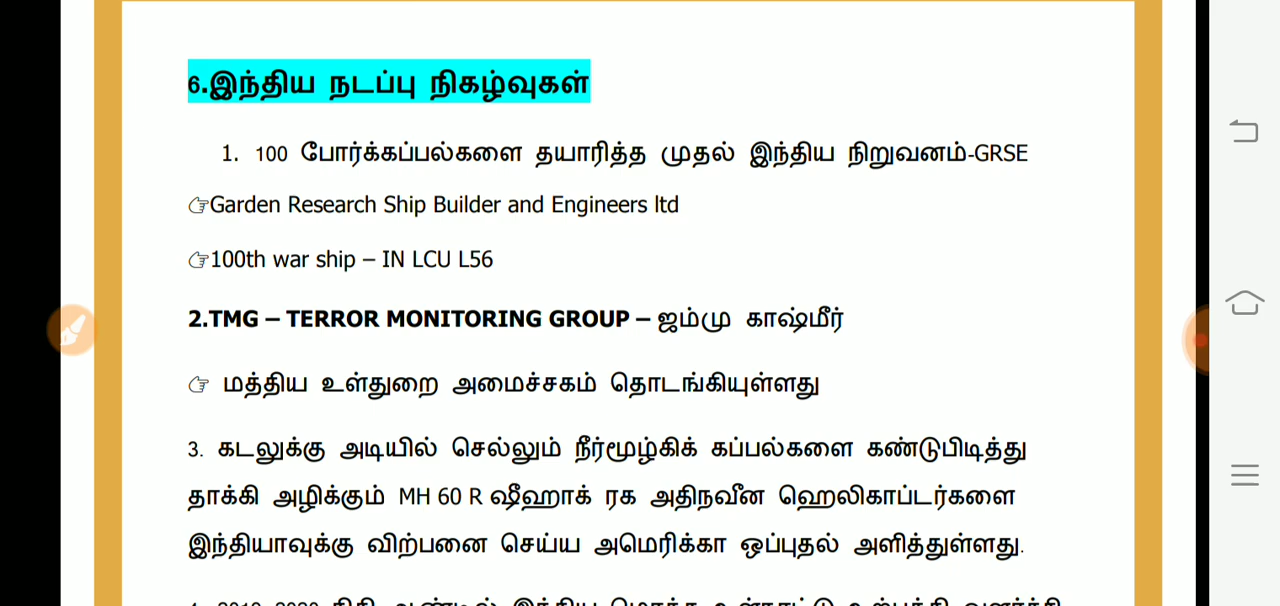 6.இந்திய நடப்பு நிகழ்வுகள்
1. 100 போர்க்கப்பல்களை தயாரித்த முதல் இந்திய நிறுவனம்-GRSE
☞Garden Research Ship Builder and Engineers ltd
☞100th war ship – IN LCU L56
2.TMG – TERROR MONITORING GROUP – ஜம்மு காஷ்மீர்
☞ மத்திய உள்துறை அமைச்சகம் தொடங்கியுள்ளது
3. கடலுக்கு அடியில் செல்லும் நீர்மூழ்கிக் கப்பல்களை கண்டுபிடித்து
தாக்கி அழிக்கும் MH 60 R ஷீஹாக் ரக அதிநவீன ஹெலிகாப்டர்களை
இந்தியாவுக்கு விற்பனை செய்ய அமெரிக்கா ஒப்புதல் அளித்துள்ளது.